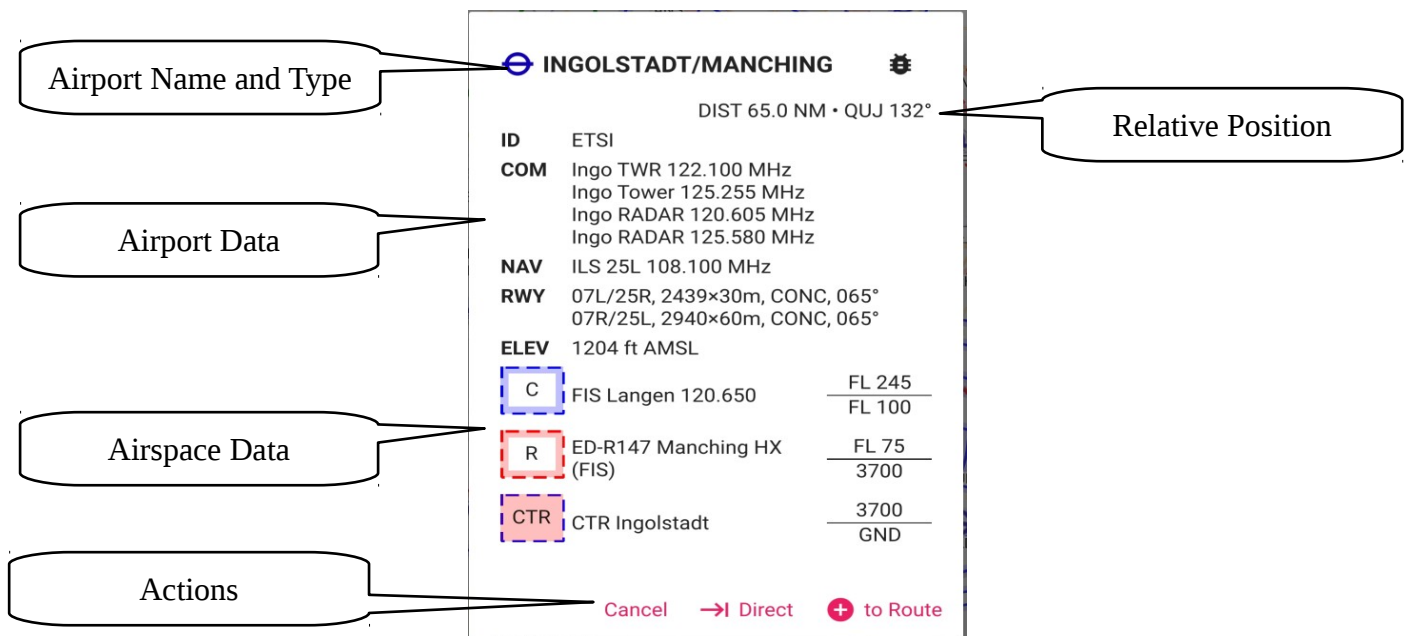 Airport Name and Type
INGOLSTADT/MANCHING
DIST 65.0 NM • QUJ 132°
Relative Position
ID ETSI
COM Ingo TWR 122.100 MHz
Ingo Tower 125.255 MHz
Ingo RADAR 120.605 MHz
Ingo RADAR 125.580 MHz
Airport Data
NAV ILS 25L 108.100 MHz
RWY 07L/25R, 2439×30m, CONC, 065°
07R/25L, 2940×60m, CONC, 065°
ELEV 1204 ft AMSL
C FIS Langen 120.650 FL 245
FL 100
Airspace Data
R ED-R147 Manching HX FL 75
(FIS) 3700
CTR CTR Ingolstadt 3700
GND
Actions
Cancel Direct to Route